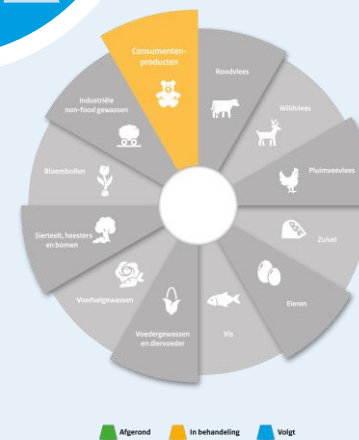 Consumenten-
producten
Roodvlees
Wildvlees
Pluimveevlees
Zuivel
Eieren
Vis
Voedergewassen
en diervoeder
Voedselgewassen
Sierteelt, heesters
en bomen
Bloembollen
Industriële
non-food gewassen
Afgerond
In behandeling
Volgt